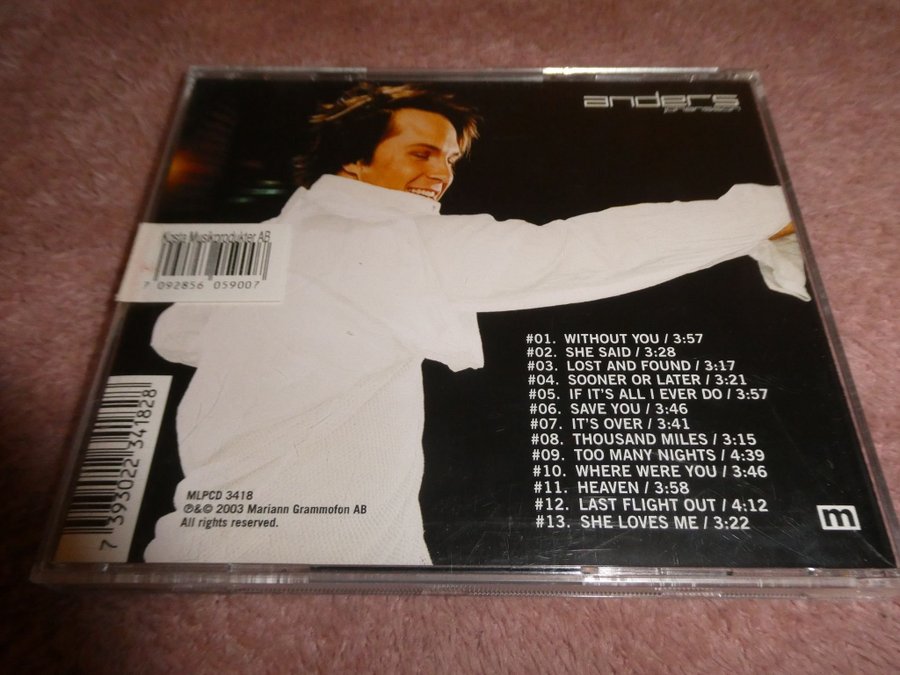 anders
johansson
Kosta Musikprodukter AB
7 092856 059007
#01. WITHOUT YOU / 3:57
#02. SHE SAID / 3:28
#03. LOST AND FOUND / 3:17
#04. SOONER OR LATER / 3:21
#05. IF IT'S ALL I EVER DO / 3:57
#06. SAVE YOU / 3:46
#07. IT'S OVER / 3:41
#08. THOUSAND MILES / 3:15
#09. TOO MANY NIGHTS / 4:39
#10. WHERE WERE YOU / 3:46
#11. HEAVEN / 3:58
#12. LAST FLIGHT OUT / 4:12
#13. SHE LOVES ME / 3:22
7 393022 341828
MLPCD 3418
℗&© 2003 Mariann Grammofon AB
All rights reserved.
m